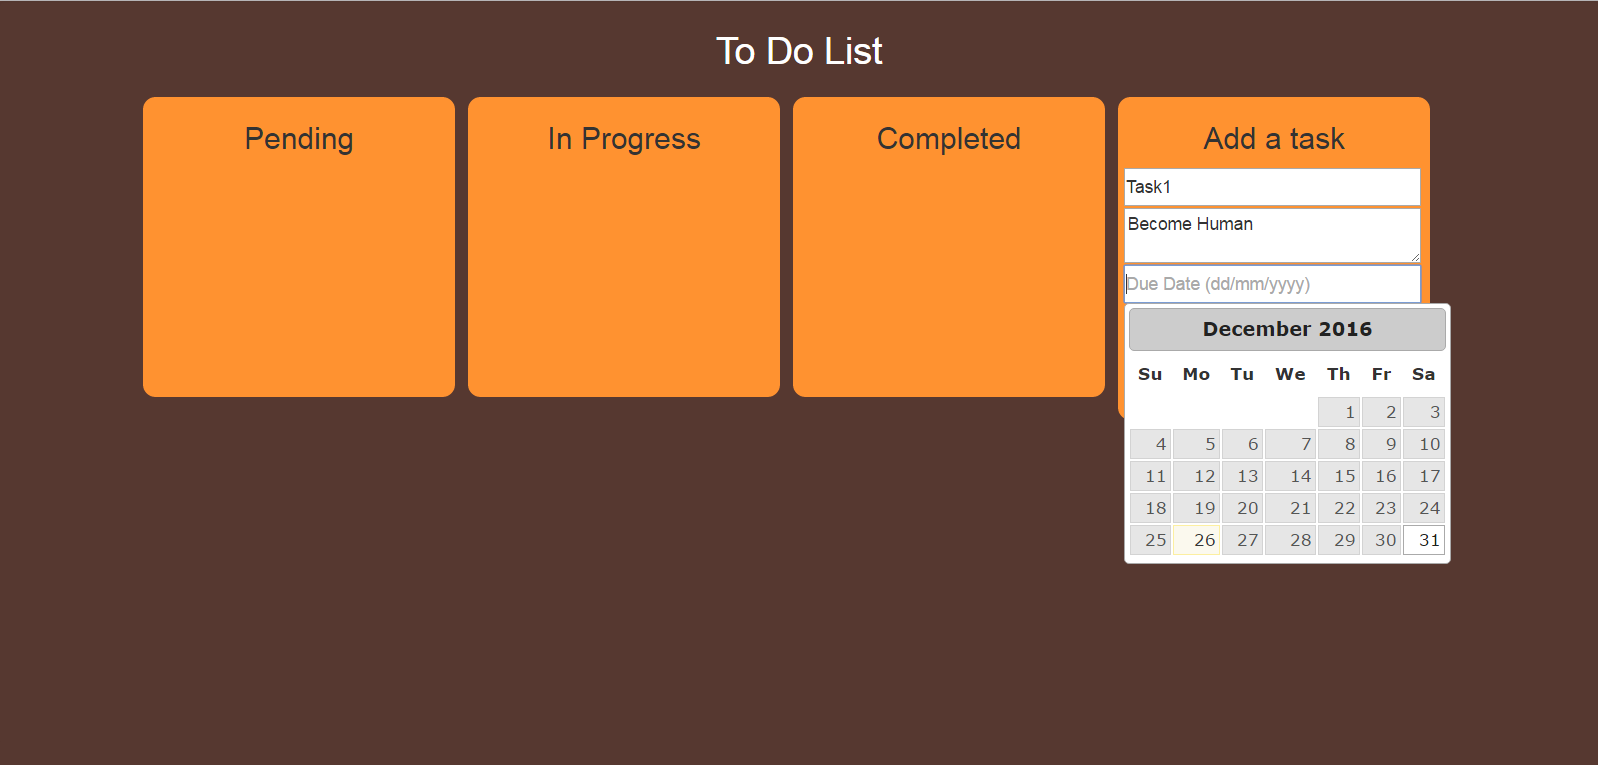 To Do List
Pending
In Progress
Completed
Add a task
Task1
Become Human
Due Date (dd/mm/yyyy)
December 2016
Su Mo Tu We Th Fr Sa
1 2 3
4 5 6 7 8 9 10
11 12 13 14 15 16 17
18 19 20 21 22 23 24
25 26 27 28 29 30 31